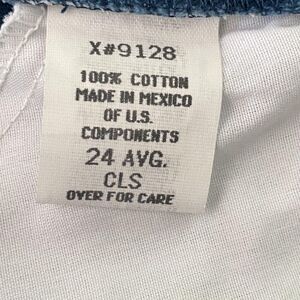 X#9128
100% COTTON
MADE IN MEXICO
OF U.S.
COMPONENTS
24 AVG.
CLS
OVER FOR CARE